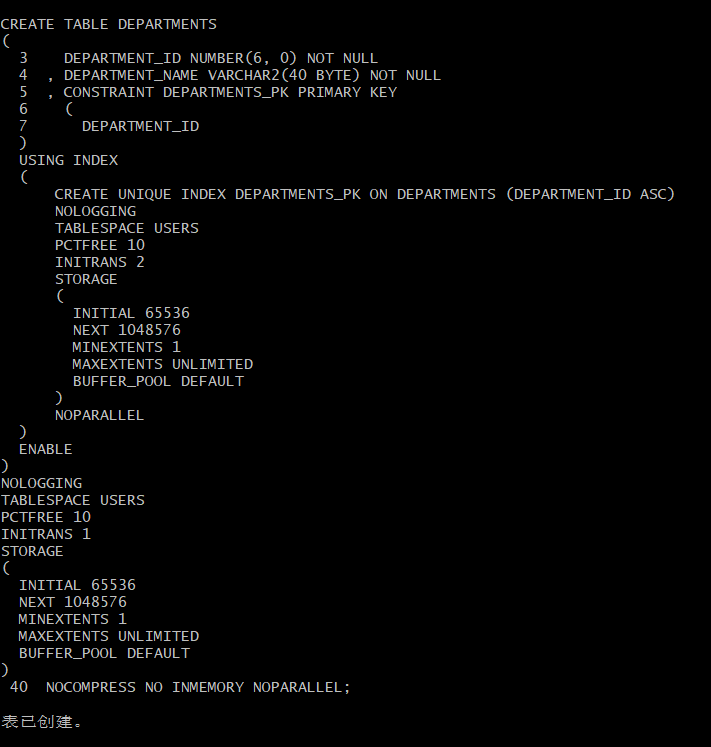 CREATE TABLE DEPARTMENTS
(
  3    DEPARTMENT_ID NUMBER(6, 0) NOT NULL
  4  , DEPARTMENT_NAME VARCHAR2(40 BYTE) NOT NULL
  5  , CONSTRAINT DEPARTMENTS_PK PRIMARY KEY
  6    (
  7      DEPARTMENT_ID
  )
  USING INDEX
  (
      CREATE UNIQUE INDEX DEPARTMENTS_PK ON DEPARTMENTS (DEPARTMENT_ID ASC)
      NOLOGGING
      TABLESPACE USERS
      PCTFREE 10
      INITRANS 2
      STORAGE
      (
        INITIAL 65536
        NEXT 1048576
        MINEXTENTS 1
        MAXEXTENTS UNLIMITED
        BUFFER_POOL DEFAULT
      )
      NOPARALLEL
  )
  ENABLE
)
NOLOGGING
TABLESPACE USERS
PCTFREE 10
INITRANS 1
STORAGE
(
  INITIAL 65536
  NEXT 1048576
  MINEXTENTS 1
  MAXEXTENTS UNLIMITED
  BUFFER_POOL DEFAULT
)
 40  NOCOMPRESS NO INMEMORY NOPARALLEL;
表已创建。